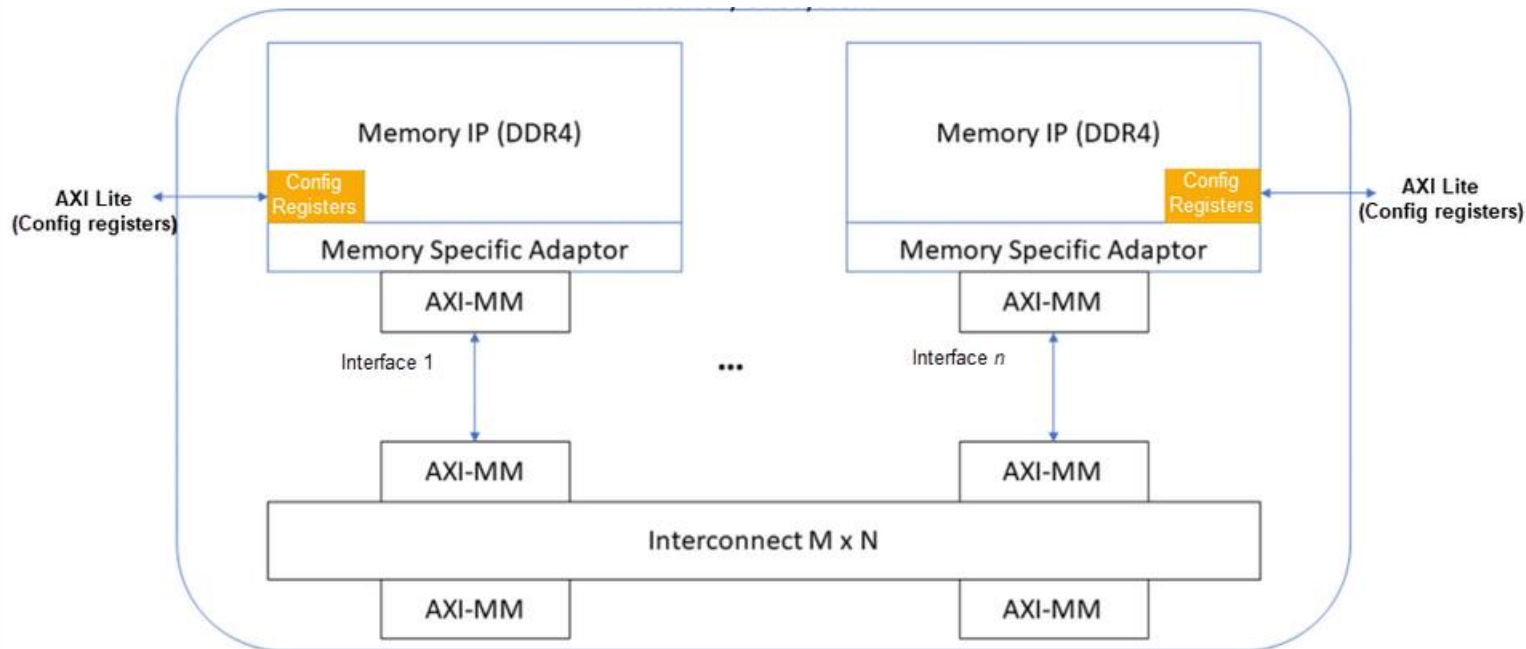 Memory IP (DDR4)
Memory IP (DDR4)
Config
Registers
Config
Registers
AXI Lite
(Config registers)
AXI Lite
(Config registers)
Memory Specific Adaptor
Memory Specific Adaptor
AXI-MM
AXI-MM
Interface 1
...
Interface n
AXI-MM
AXI-MM
Interconnect M x N
AXI-MM
AXI-MM